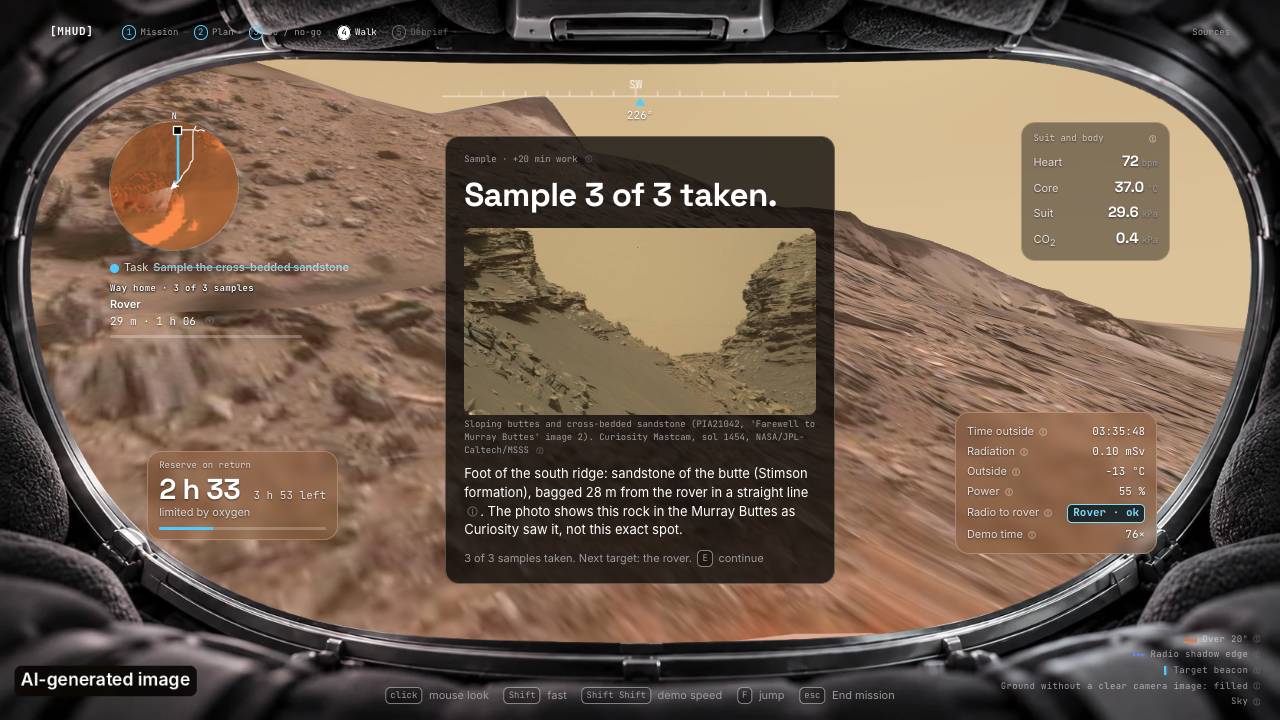 [MHUD] 1 Mission 2 Plan 3 / no-go 4 Walk 5 Debrief
Sources
SW
226°
N
Task Sample the cross-bedded sandstone
Way home · 3 of 3 samples
Rover
29 m · 1 h 06
Reserve on return
2 h 33 3 h 53 left
limited by oxygen
Sample · +20 min work
Sample 3 of 3 taken.
Sloping buttes and cross-bedded sandstone (PIA21042, 'Farewell to
Murray Buttes' image 2). Curiosity Mastcam, sol 1454, NASA/JPL-
Caltech/MSSS
Foot of the south ridge: sandstone of the butte (Stimson
formation), bagged 28 m from the rover in a straight line
. The photo shows this rock in the Murray Buttes as
Curiosity saw it, not this exact spot.
3 of 3 samples taken. Next target: the rover. E continue
Suit and body
Heart 72 bpm
Core 37.0 °C
Suit 29.6 kPa
CO2 0.4 kPa
Time outside 03:35:48
Radiation 0.10 mSv
Outside -13 °C
Power 55 %
Radio to rover Rover · ok
Demo time 76×
Over 20°
Radio shadow edge
Target beacon
Ground without a clear camera image: filled
Sky
click mouse look Shift fast Shift Shift demo speed F jump esc End mission
AI-generated image